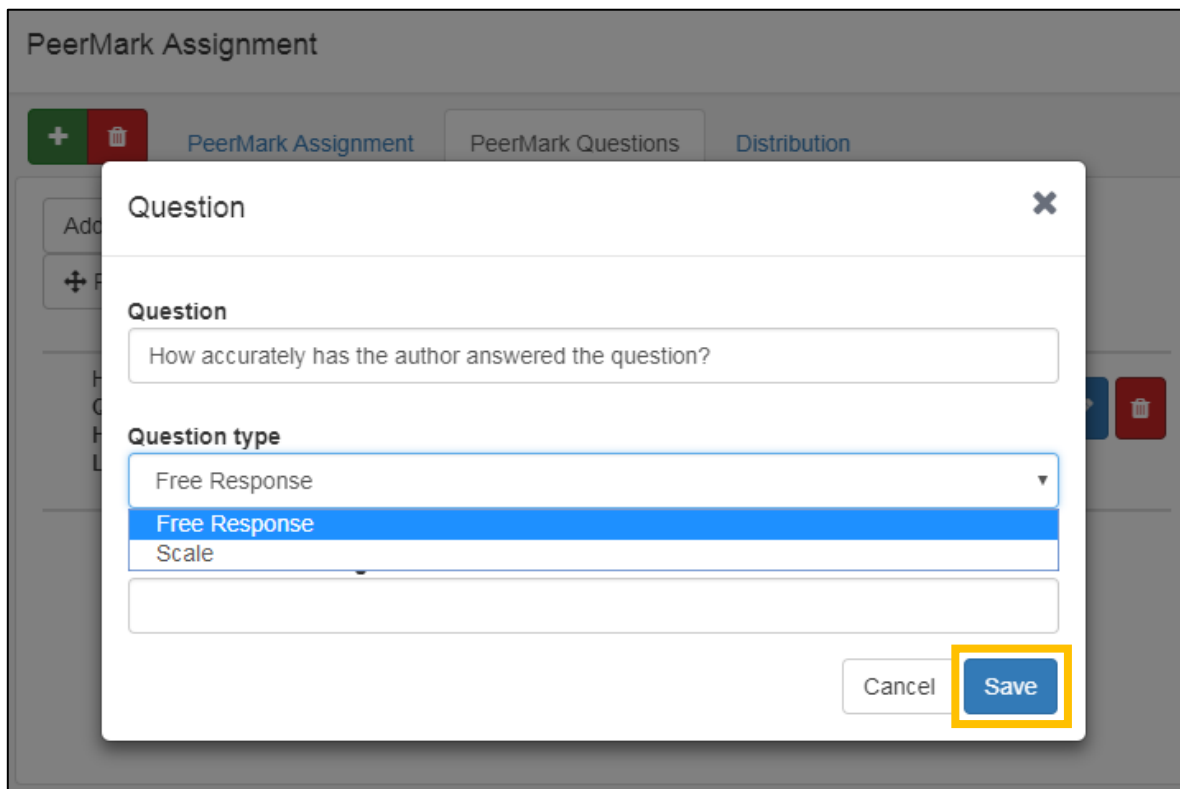 PeerMark Assignment
PeerMark Assignment PeerMark Questions Distribution
Add
Question
Question
How accurately has the author answered the question?
Question type
Free Response
Free Response
Scale
Cancel Save